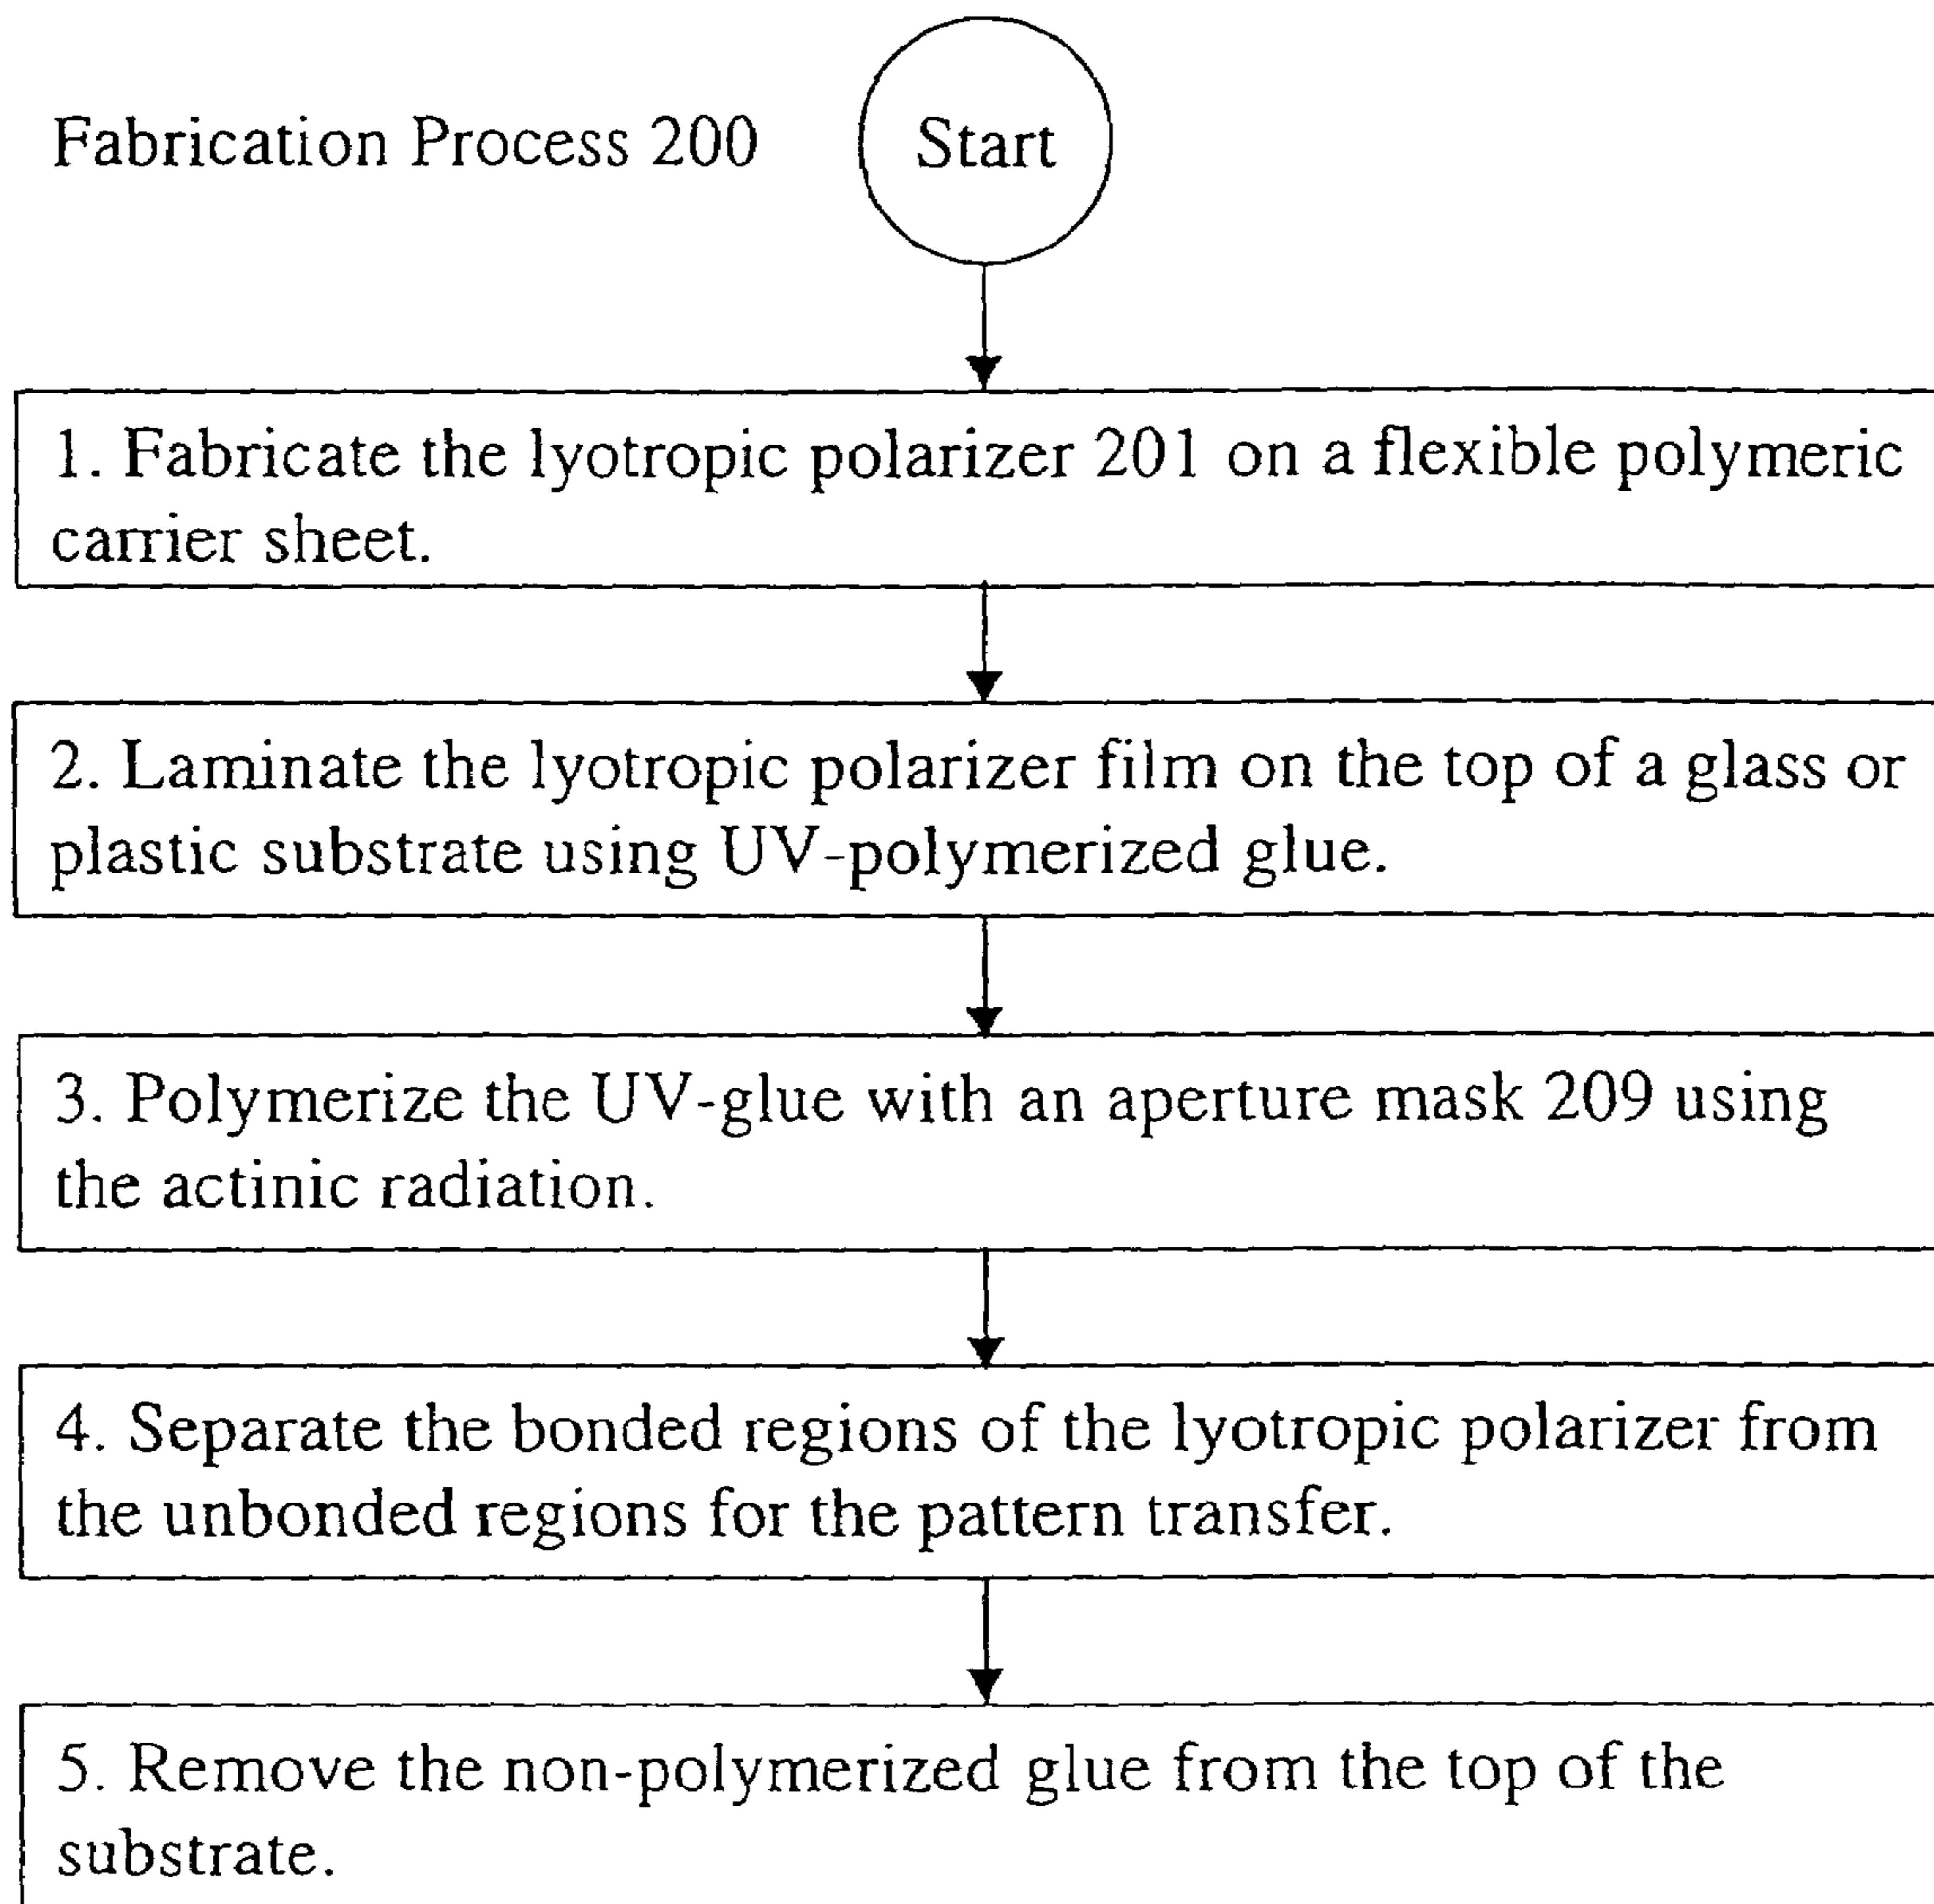 Fabrication Process 200
Start
1. Fabricate the lyotropic polarizer 201 on a flexible polymeric
carrier sheet.
2. Laminate the lyotropic polarizer film on the top of a glass or
plastic substrate using UV-polymerized glue.
3. Polymerize the UV-glue with an aperture mask 209 using
the actinic radiation.
4. Separate the bonded regions of the lyotropic polarizer from
the unbonded regions for the pattern transfer.
5. Remove the non-polymerized glue from the top of the
substrate.